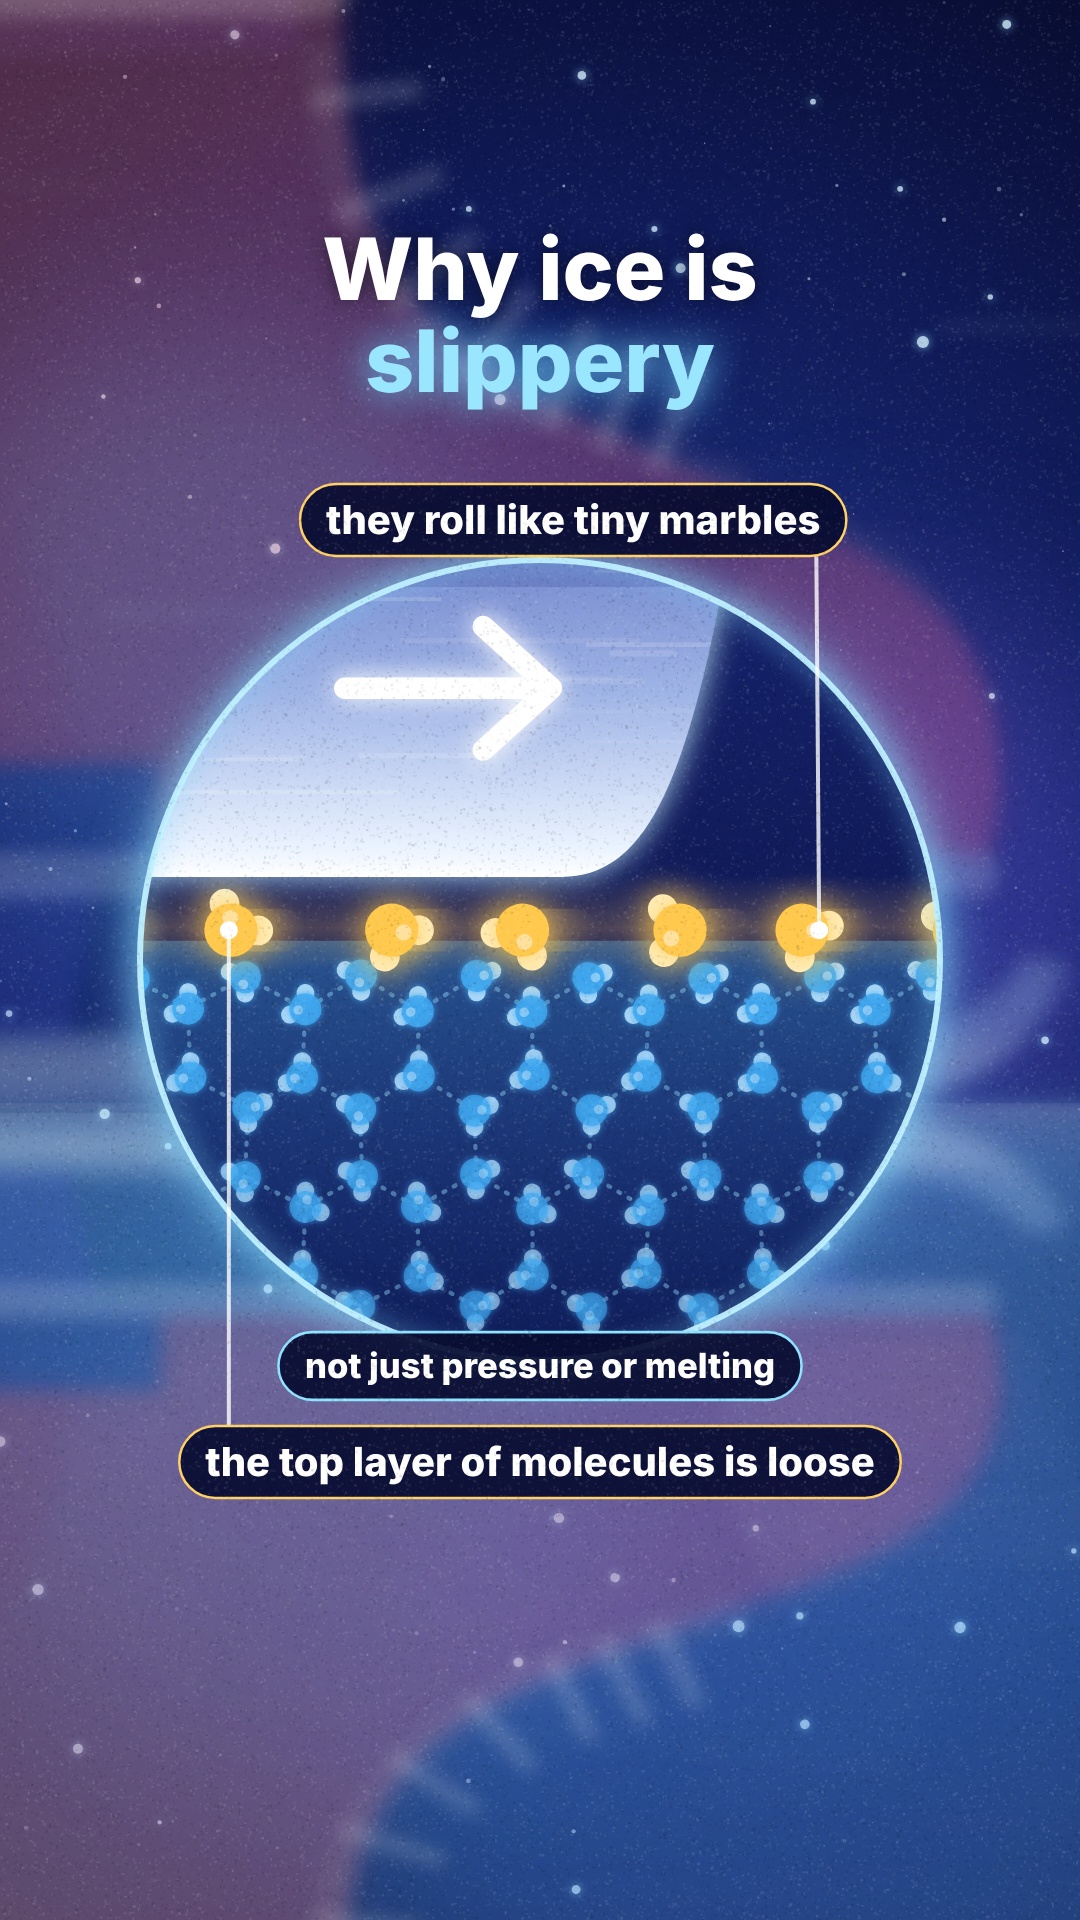 Why ice is
slippery
they roll like tiny marbles
not just pressure or melting
the top layer of molecules is loose